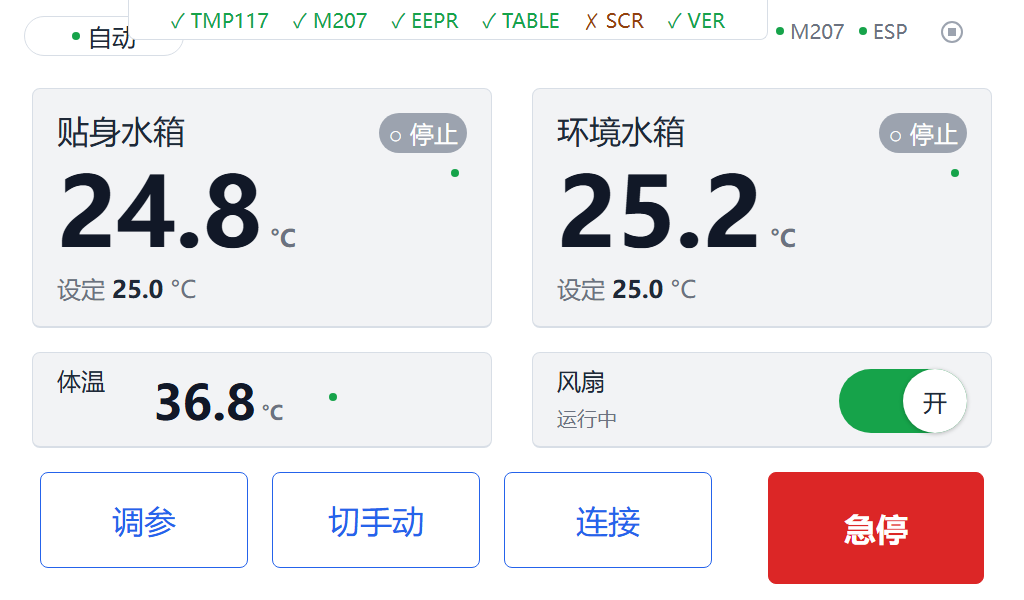 ✓ TMP117 ✓ M207 ✓ EEPR ✓ TABLE ✗ SCR ✓ VER
自动
M207 ESP
贴身水箱 停止
24.8 °C
设定 25.0 °C
环境水箱 停止
25.2 °C
设定 25.0 °C
体温 36.8 °C
风扇
运行中
开
调参 切手动 连接 急停